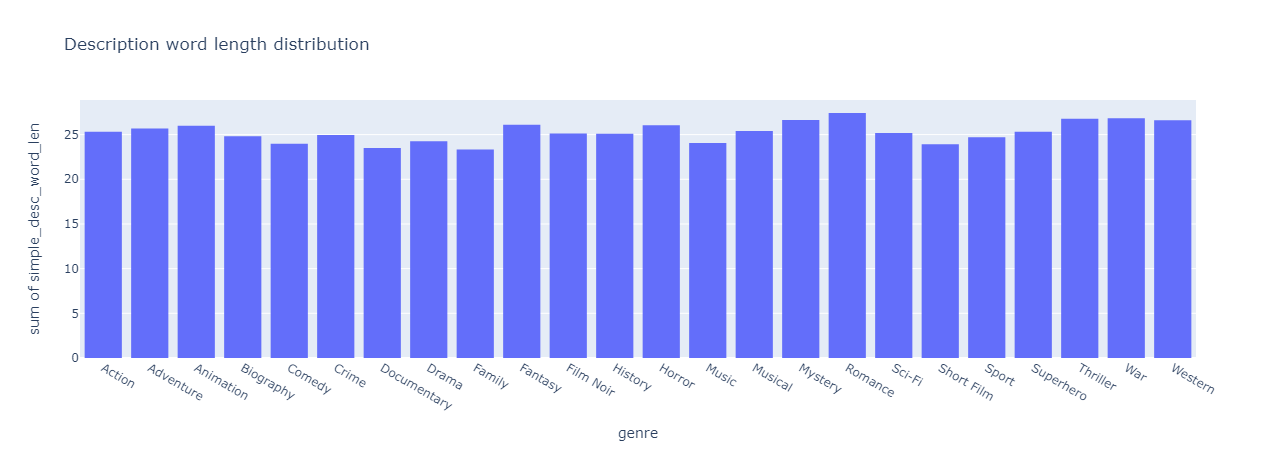 Description word length distribution
sum of simple_desc_word_len
25
20
15
10
5
0
Action
Adventure
Animation
Biography
Comedy
Crime
Documentary
Drama
Family
Fantasy
Film Noir
History
Horror
Music
Musical
Mystery
Romance
Sci-Fi
Short Film
Sport
Superhero
Thriller
War
Western
genre